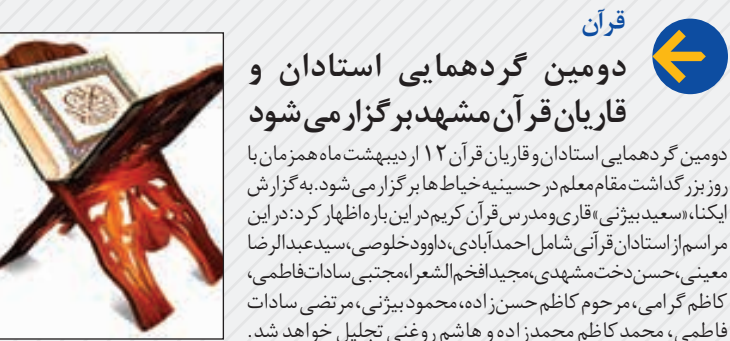 قرآن
دومین گردهمایی استادان و
قاریان قرآن مشهد برگزار می شود
دومین گردهمایی استادان و قاریان قرآن ۱۲ اردیبهشت ماه همزمان با
روز بزرگداشت مقام معلم در حسینیه خیاط ها برگزار می شود. به گزارش
ایکنا، «سعید بیژنی» قاری و مدرس قرآن کریم در این باره اظهار کرد: در این
مراسم از استادان قرآنی شامل احمدآبادی، داوود خلوصی، سید عبدالرضا
معینی، حسن دخت مشهدی، مجید افخم الشعرا، مجتبی سادات فاطمی،
کاظم گرامی، مرحوم کاظم حسن زاده، محمود بیژنی، مرتضی سادات
فاطمی، محمد کاظم محمدزاده و هاشم روغنی تجلیل خواهد شد.